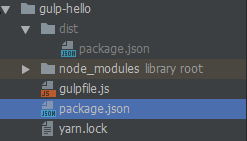 gulp-hello
dist
package.json
node_modules library root
gulpfile.js
package.json
yarn.lock